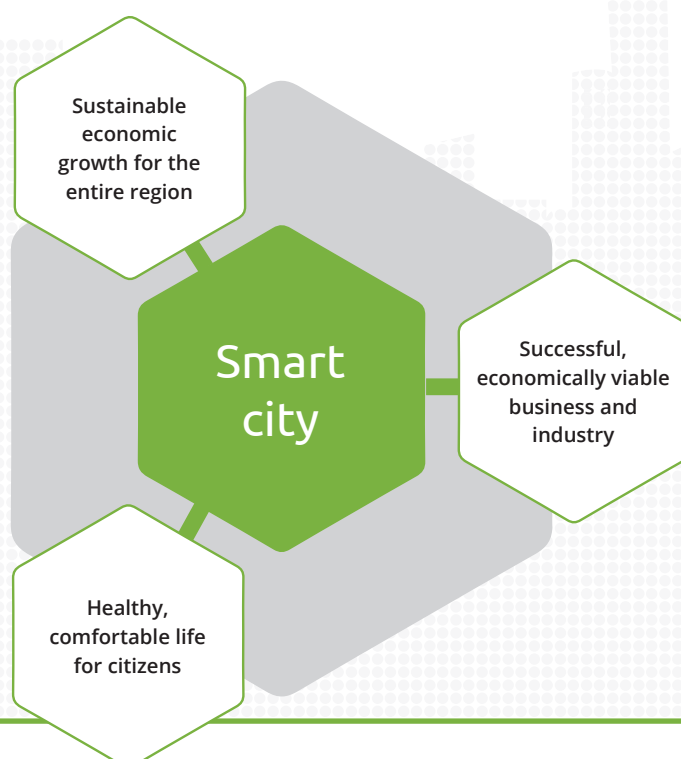 Sustainable
economic
growth for the
entire region
Smart
city
Successful,
economically viable
business and
industry
Healthy,
comfortable life
for citizens